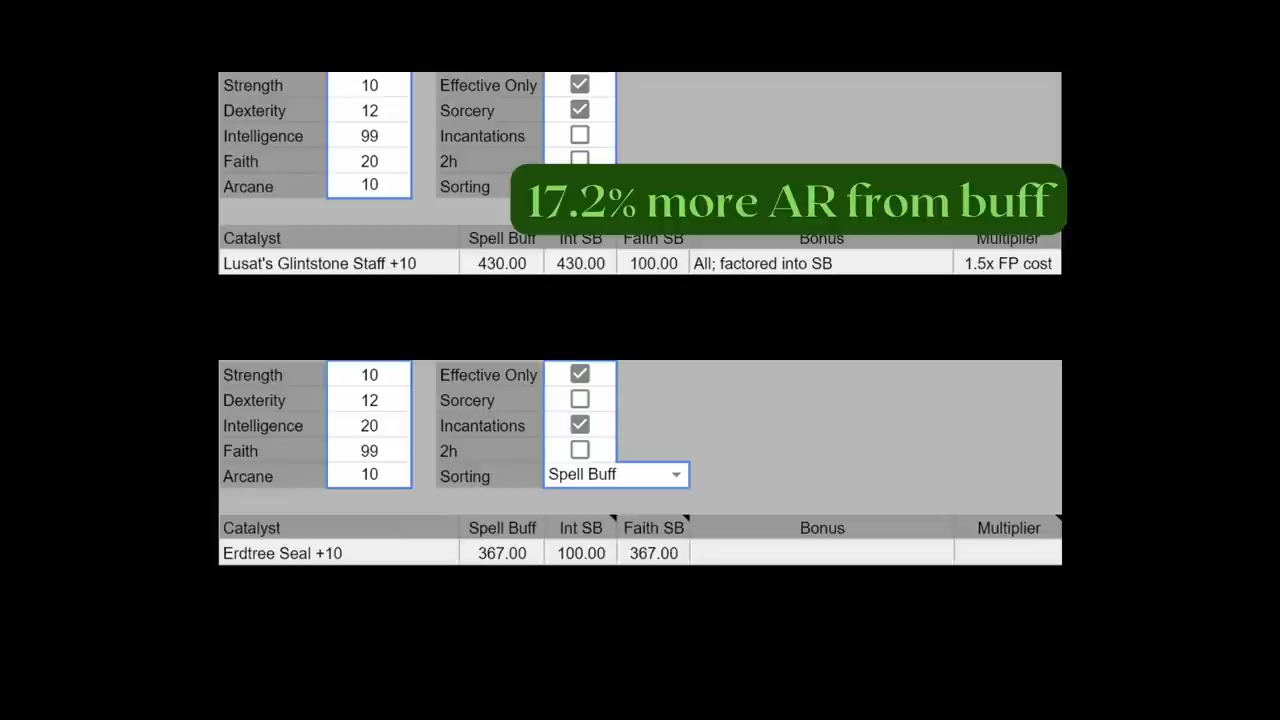 Strength 10 Effective Only
Dexterity 12 Sorcery
Intelligence 99 Incantations
Faith 20 2h
Arcane 10 Sorting
17.2% more AR from buff
Catalyst Spell Buff Int SB Faith SB Bonus Multiplier
Lusat's Glintstone Staff +10 430.00 430.00 100.00 All; factored into SB 1.5x FP cost
Strength 10 Effective Only
Dexterity 12 Sorcery
Intelligence 20 Incantations
Faith 99 2h
Arcane 10 Sorting Spell Buff
Catalyst Spell Buff Int SB Faith SB Bonus Multiplier
Erdtree Seal +10 367.00 100.00 367.00